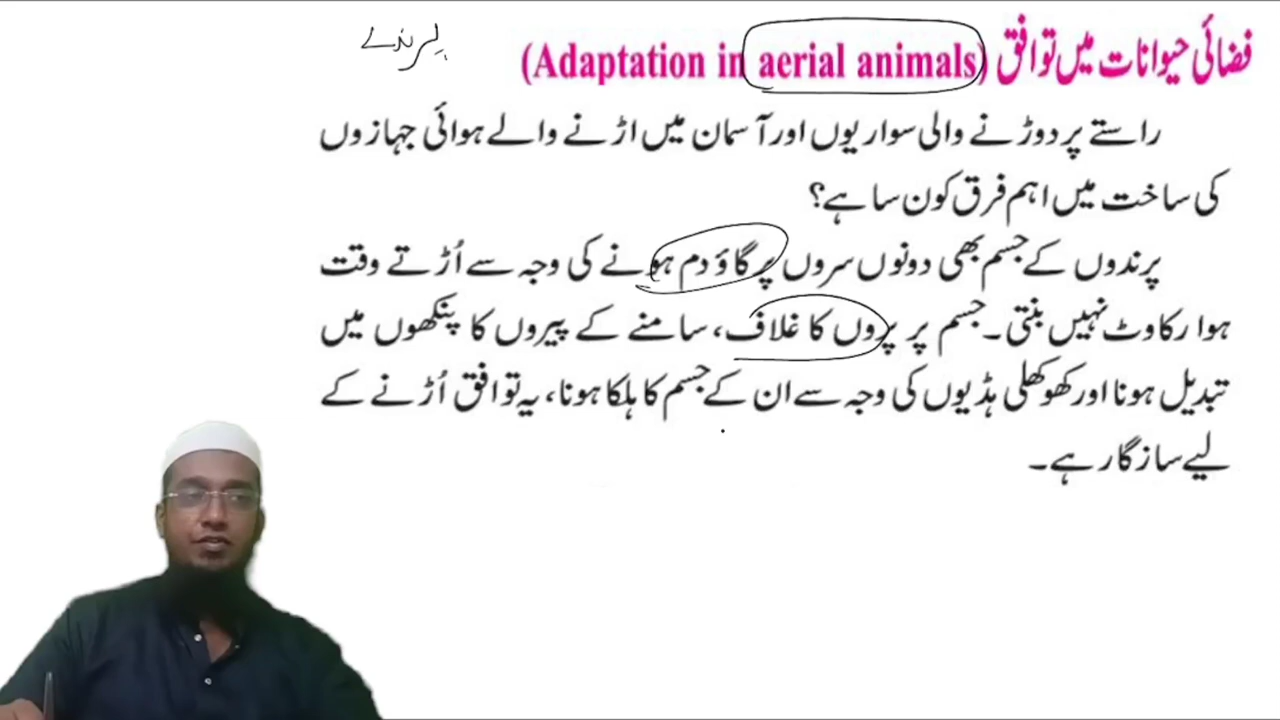 پرندے
فضائی حیوانات میں توافق (Adaptation in aerial animals)
راستے پر دوڑنے والی سواریوں اور آسمان میں اڑنے والے ہوائی جہازوں
کی ساخت میں اہم فرق کون سا ہے؟
پرندوں کے جسم بھی دونوں سروں پر گاؤ دم ہونے کی وجہ سے اُڑتے وقت
ہوا رکاوٹ نہیں بنتی۔ جسم پر پروں کا غلاف، سامنے کے پیروں کا پنکھوں میں
تبدیل ہونا اور کھوکھلی ہڈیوں کی وجہ سے ان کے جسم کا ہلکا ہونا، یہ توافق اُڑنے کے
لیے سازگار ہے۔